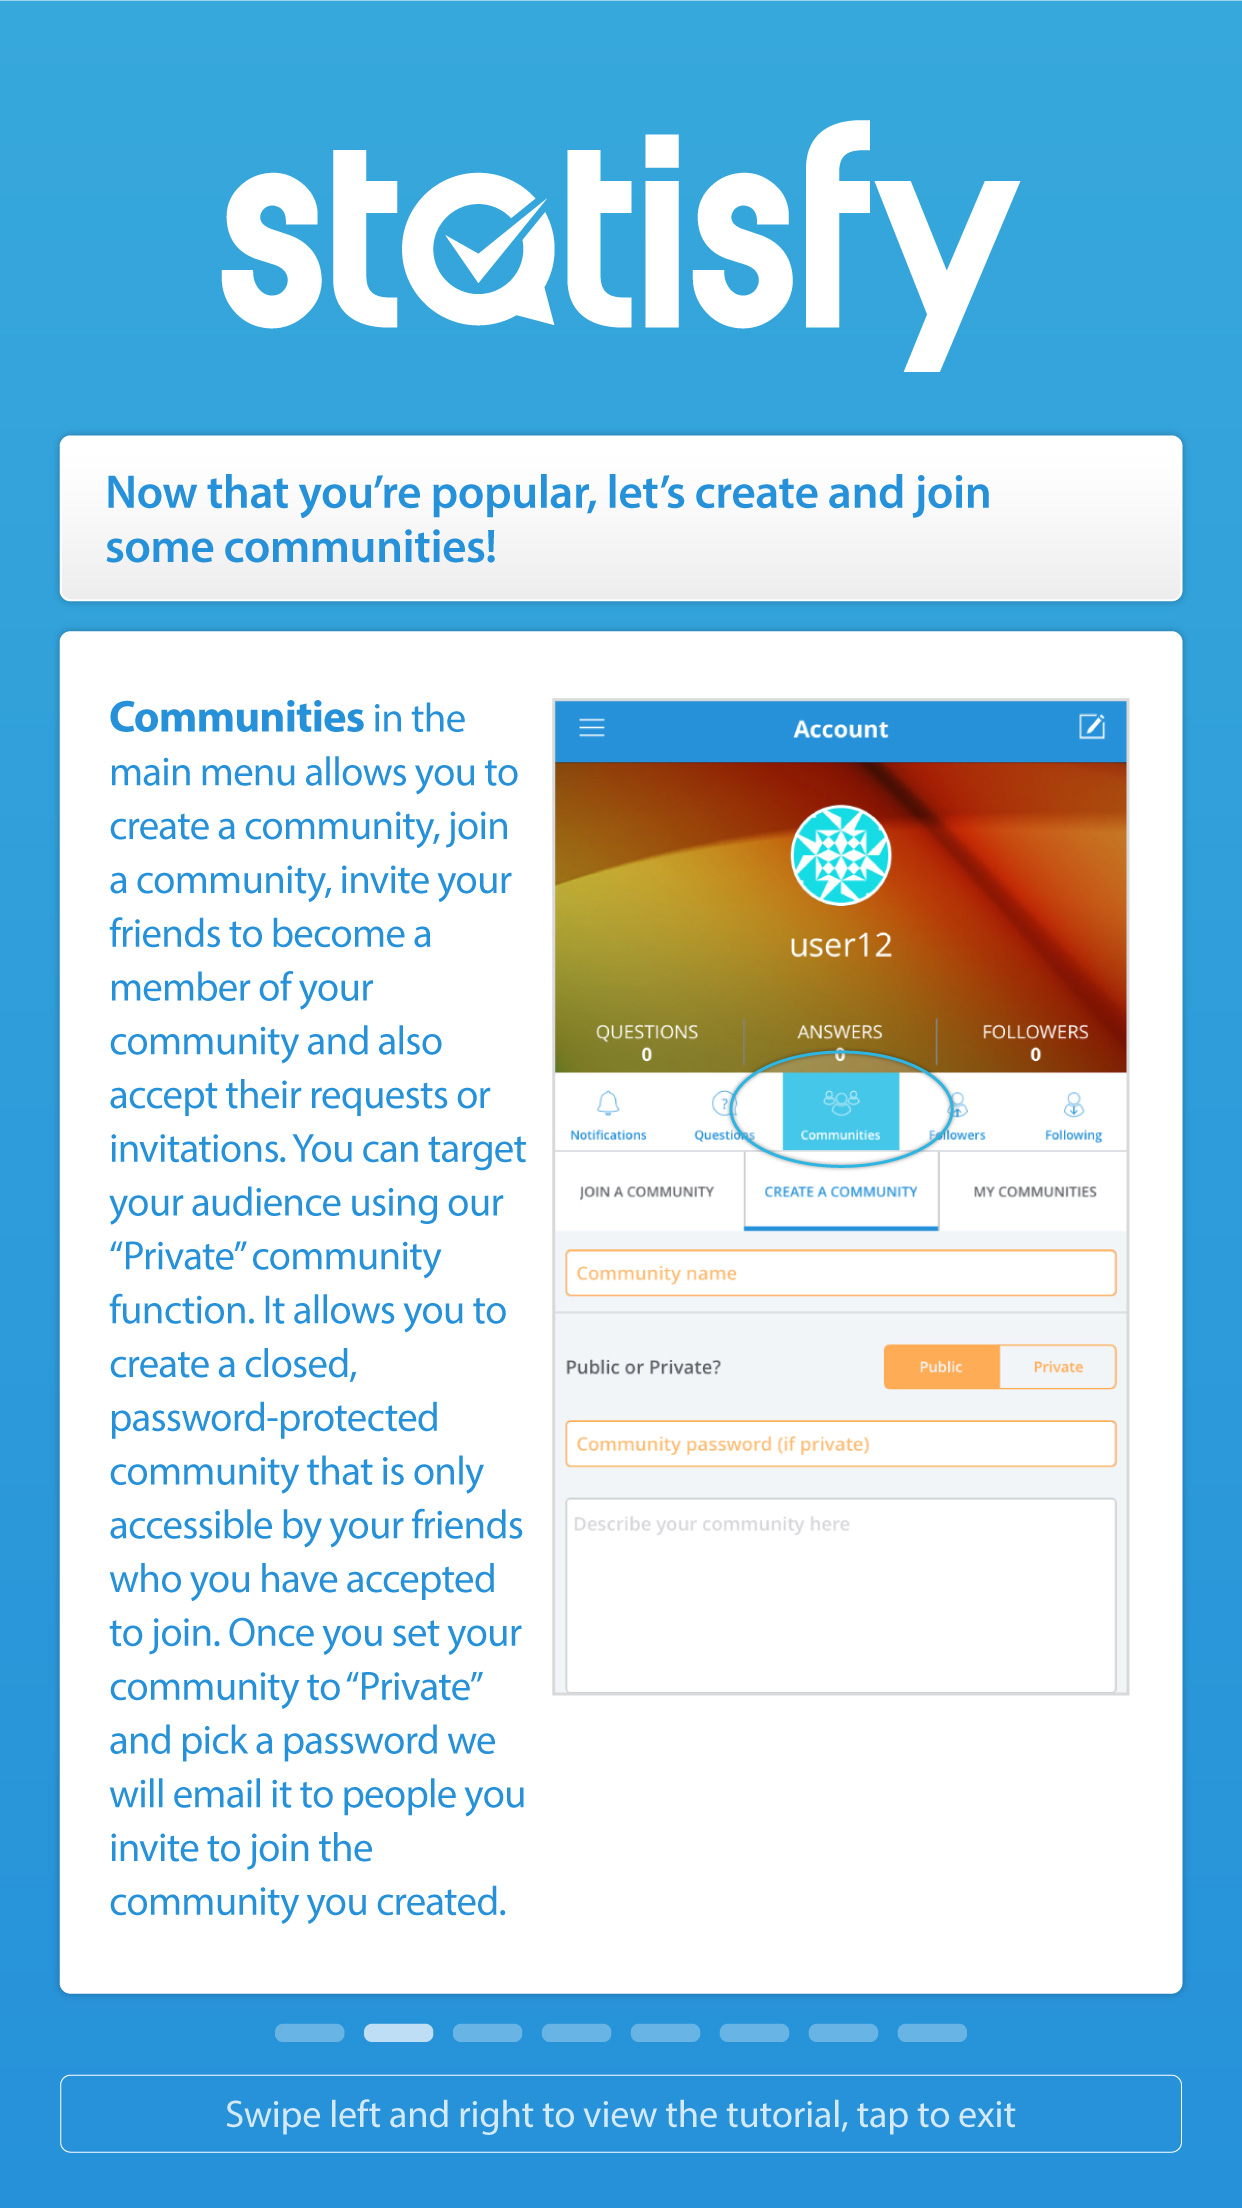 statisfy
Now that you’re popular, let’s create and join
some communities!
Communities in the
main menu allows you to
create a community, join
a community, invite your
friends to become a
member of your
community and also
accept their requests or
invitations. You can target
your audience using our
“Private” community
function. It allows you to
create a closed,
password-protected
community that is only
accessible by your friends
who you have accepted
to join. Once you set your
community to “Private”
and pick a password we
will email it to people you
invite to join the
community you created.
Account
user12
QUESTIONS ANSWERS FOLLOWERS
0 0 0
Notifications Questions Communities Followers Following
JOIN A COMMUNITY CREATE A COMMUNITY MY COMMUNITIES
Community name
Public or Private? Public Private
Community password (if private)
Describe your community here
Swipe left and right to view the tutorial, tap to exit